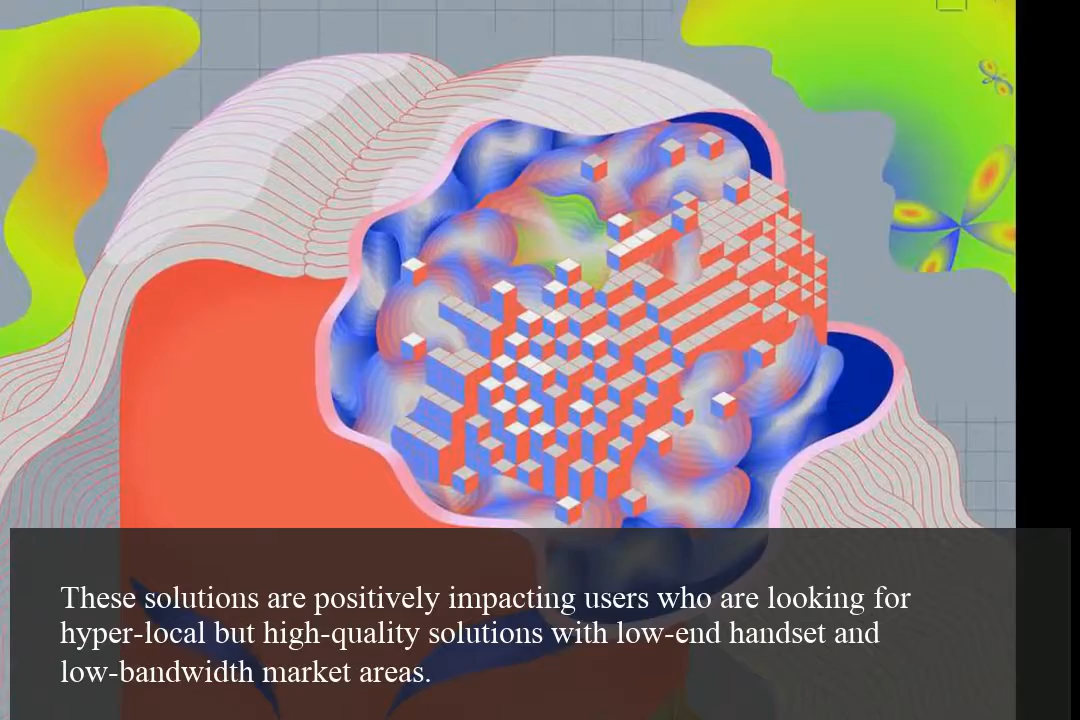 These solutions are positively impacting users who are looking for
hyper-local but high-quality solutions with low-end handset and
low-bandwidth market areas.